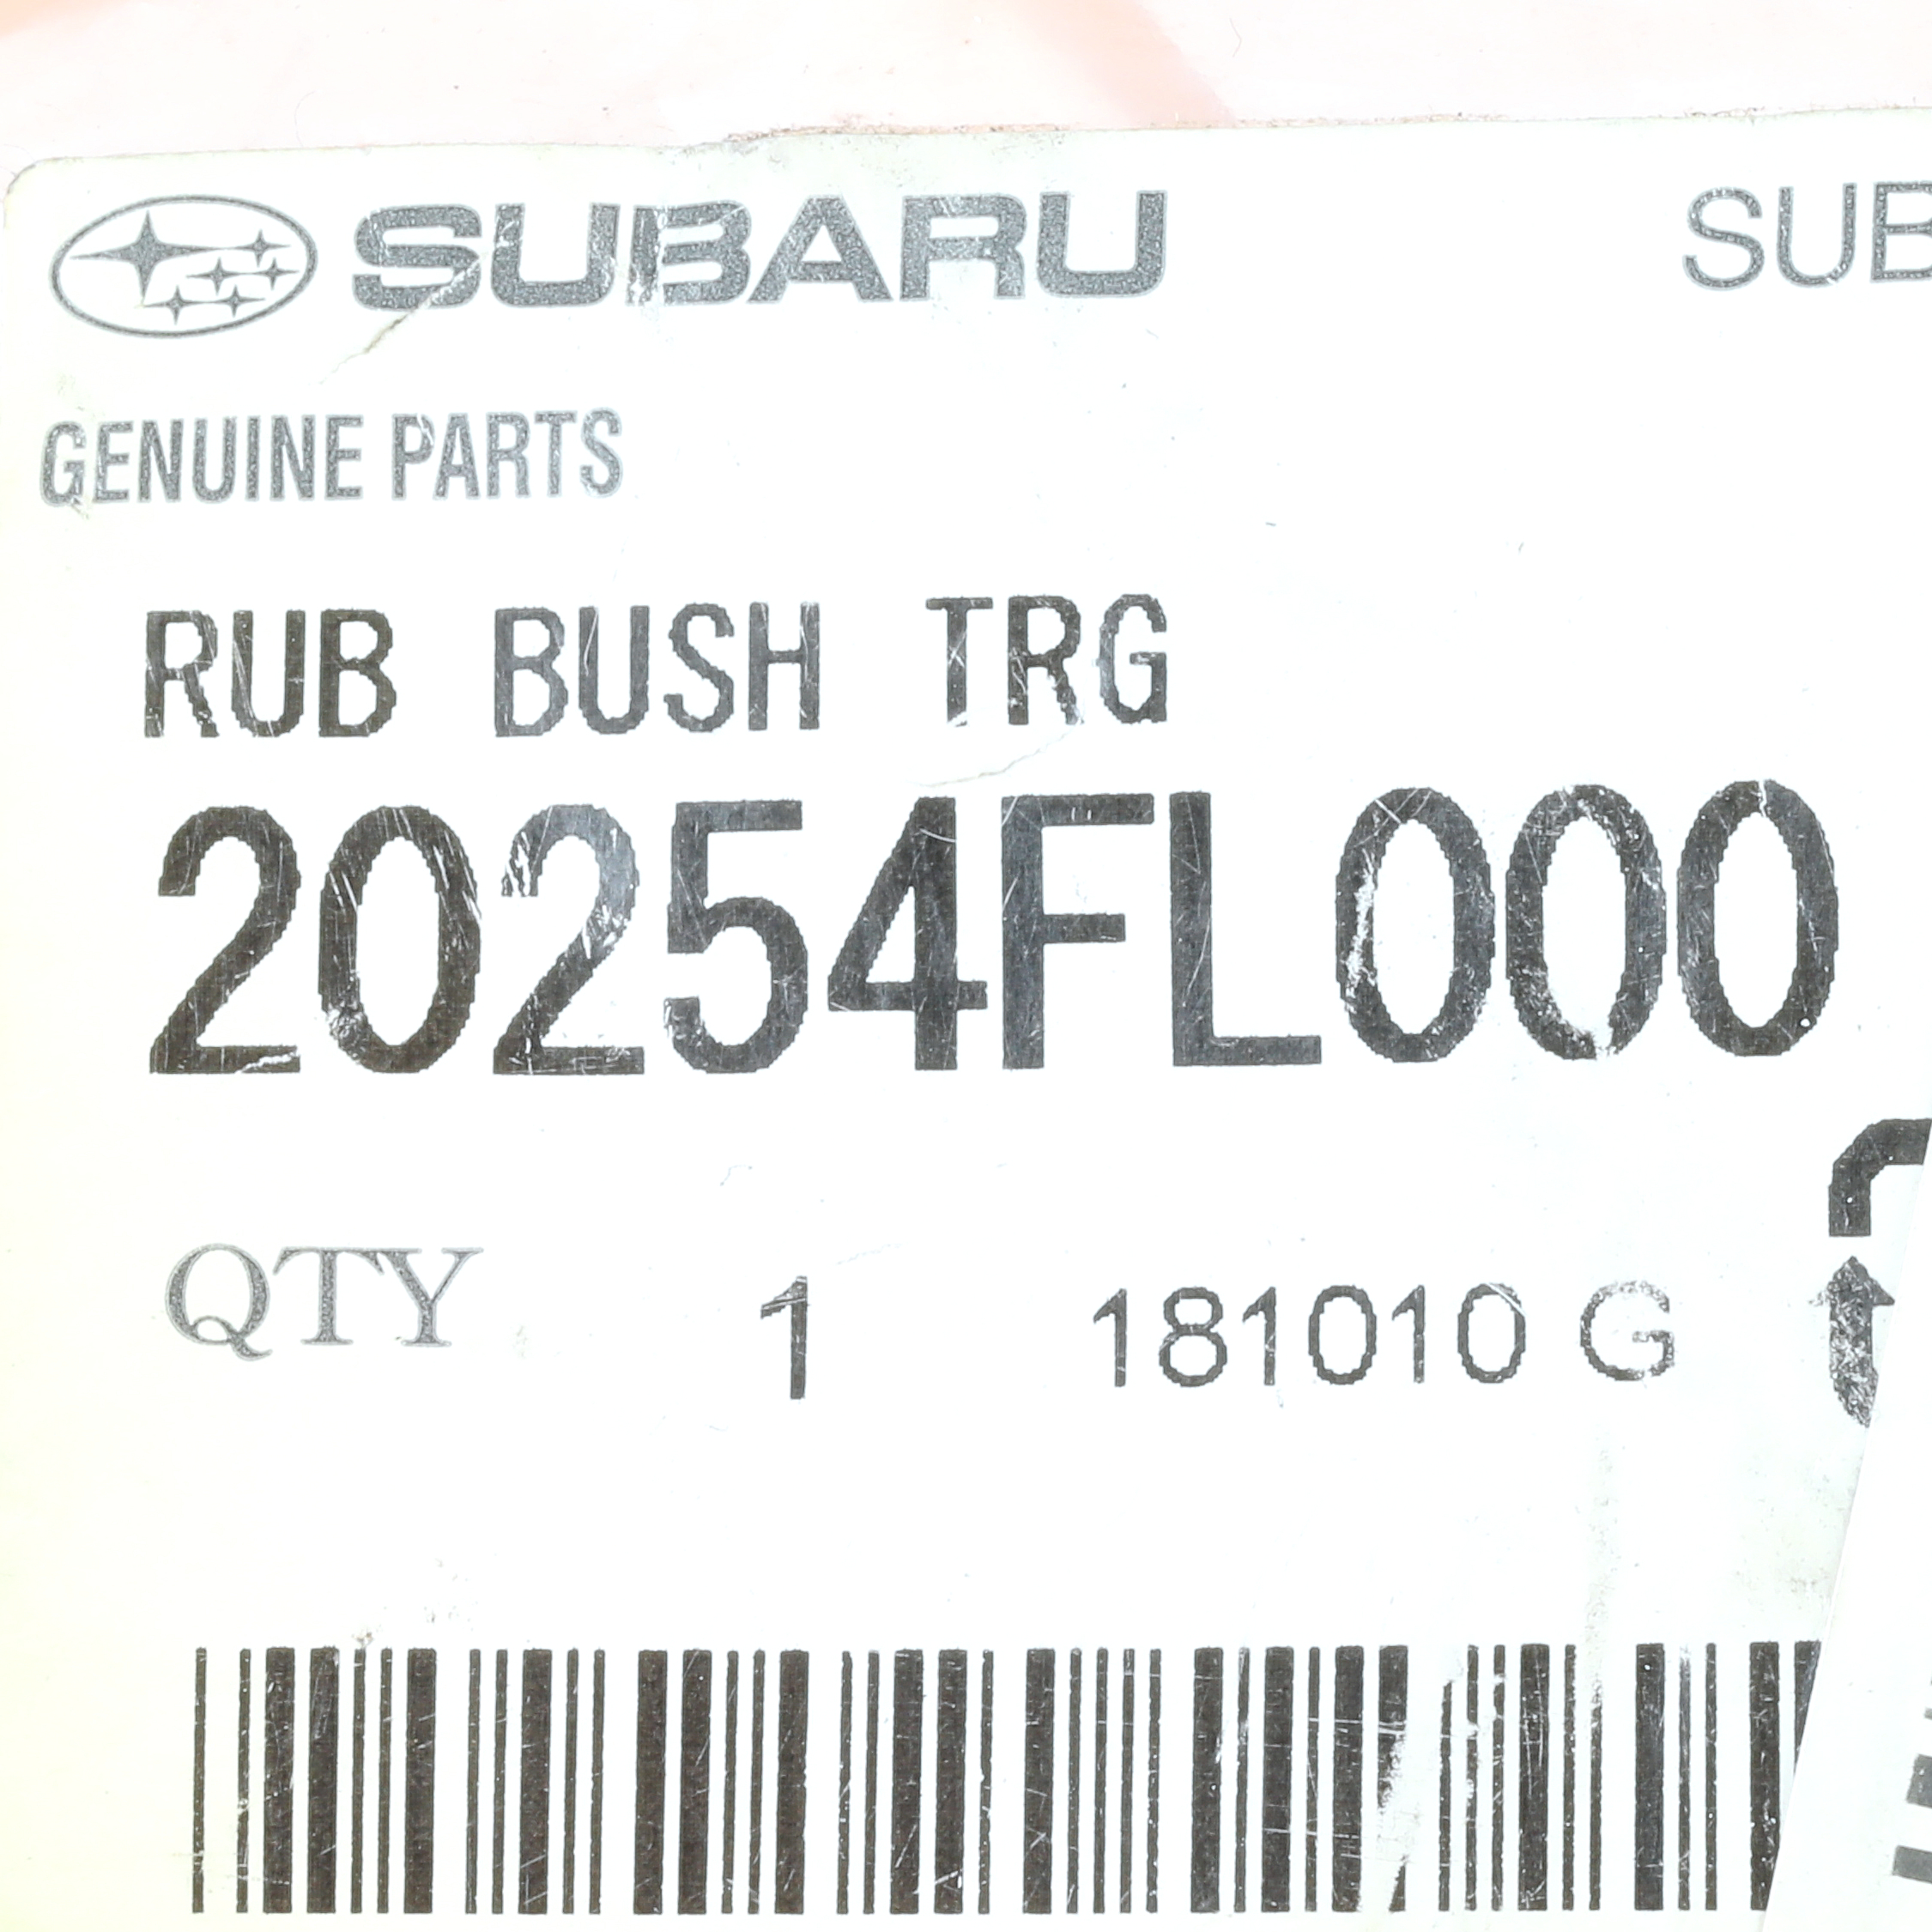 SUBARU SUB
GENUINE PARTS
RUB BUSH TRG
20254FL000
QTY 1 181010 G